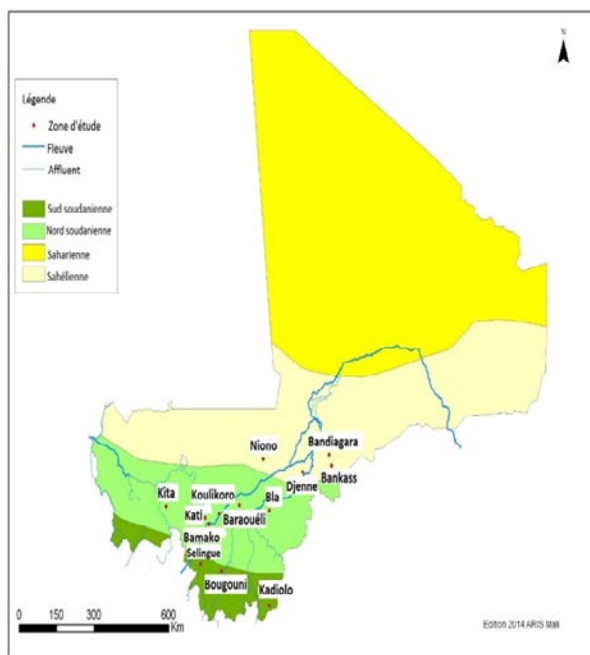 N
Légende
Zone d'étude
Fleuve
Affluent
Sud soudanienne
Nord soudanienne
Saharienne
Sahélienne
Niono
Bandiagara
Bankass
Djenne
Kita
Koulikoro
Bla
Kati
Baraouéli
Bamako
Selingue
Bougouni
Kadiolo
0 150 300 600
Km
Edition 2014 ARIS Mali